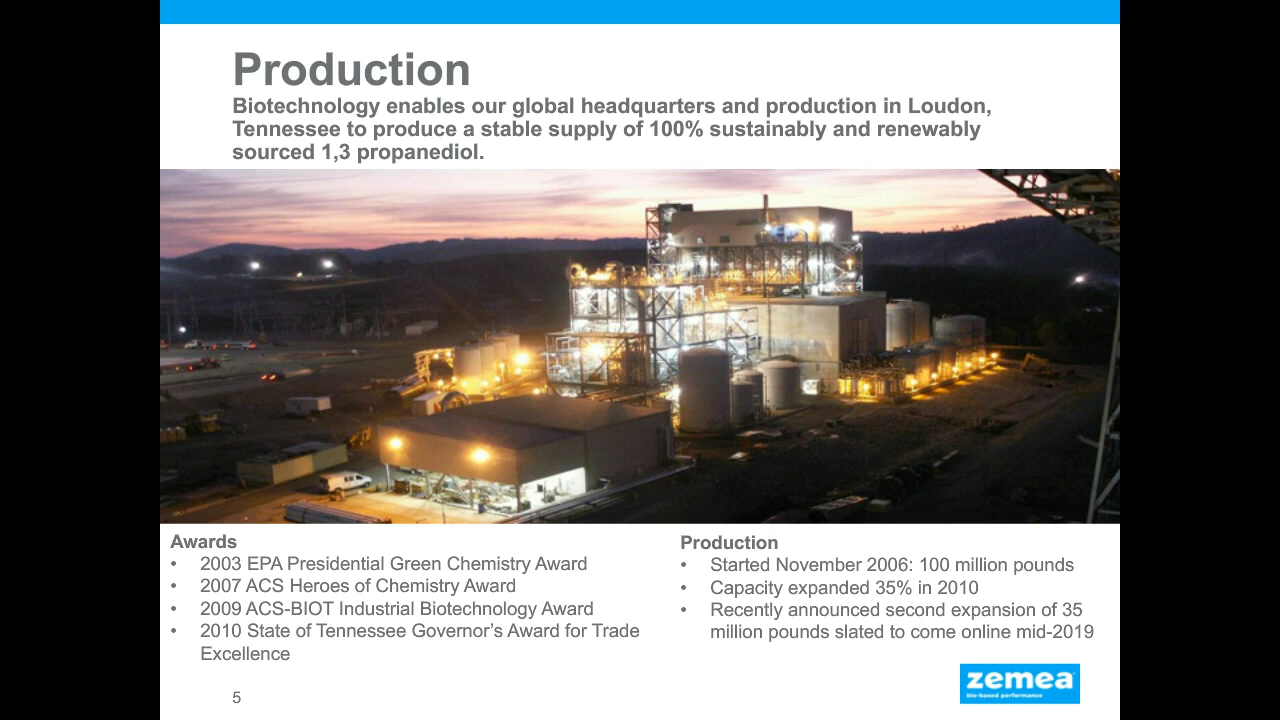 Production
Biotechnology enables our global headquarters and production in Loudon,
Tennessee to produce a stable supply of 100% sustainably and renewably
sourced 1,3 propanediol.
Awards
• 2003 EPA Presidential Green Chemistry Award
• 2007 ACS Heroes of Chemistry Award
• 2009 ACS-BIOT Industrial Biotechnology Award
• 2010 State of Tennessee Governor’s Award for Trade
Excellence
Production
• Started November 2006: 100 million pounds
• Capacity expanded 35% in 2010
• Recently announced second expansion of 35
million pounds slated to come online mid-2019
5
zemea
bio-based performance